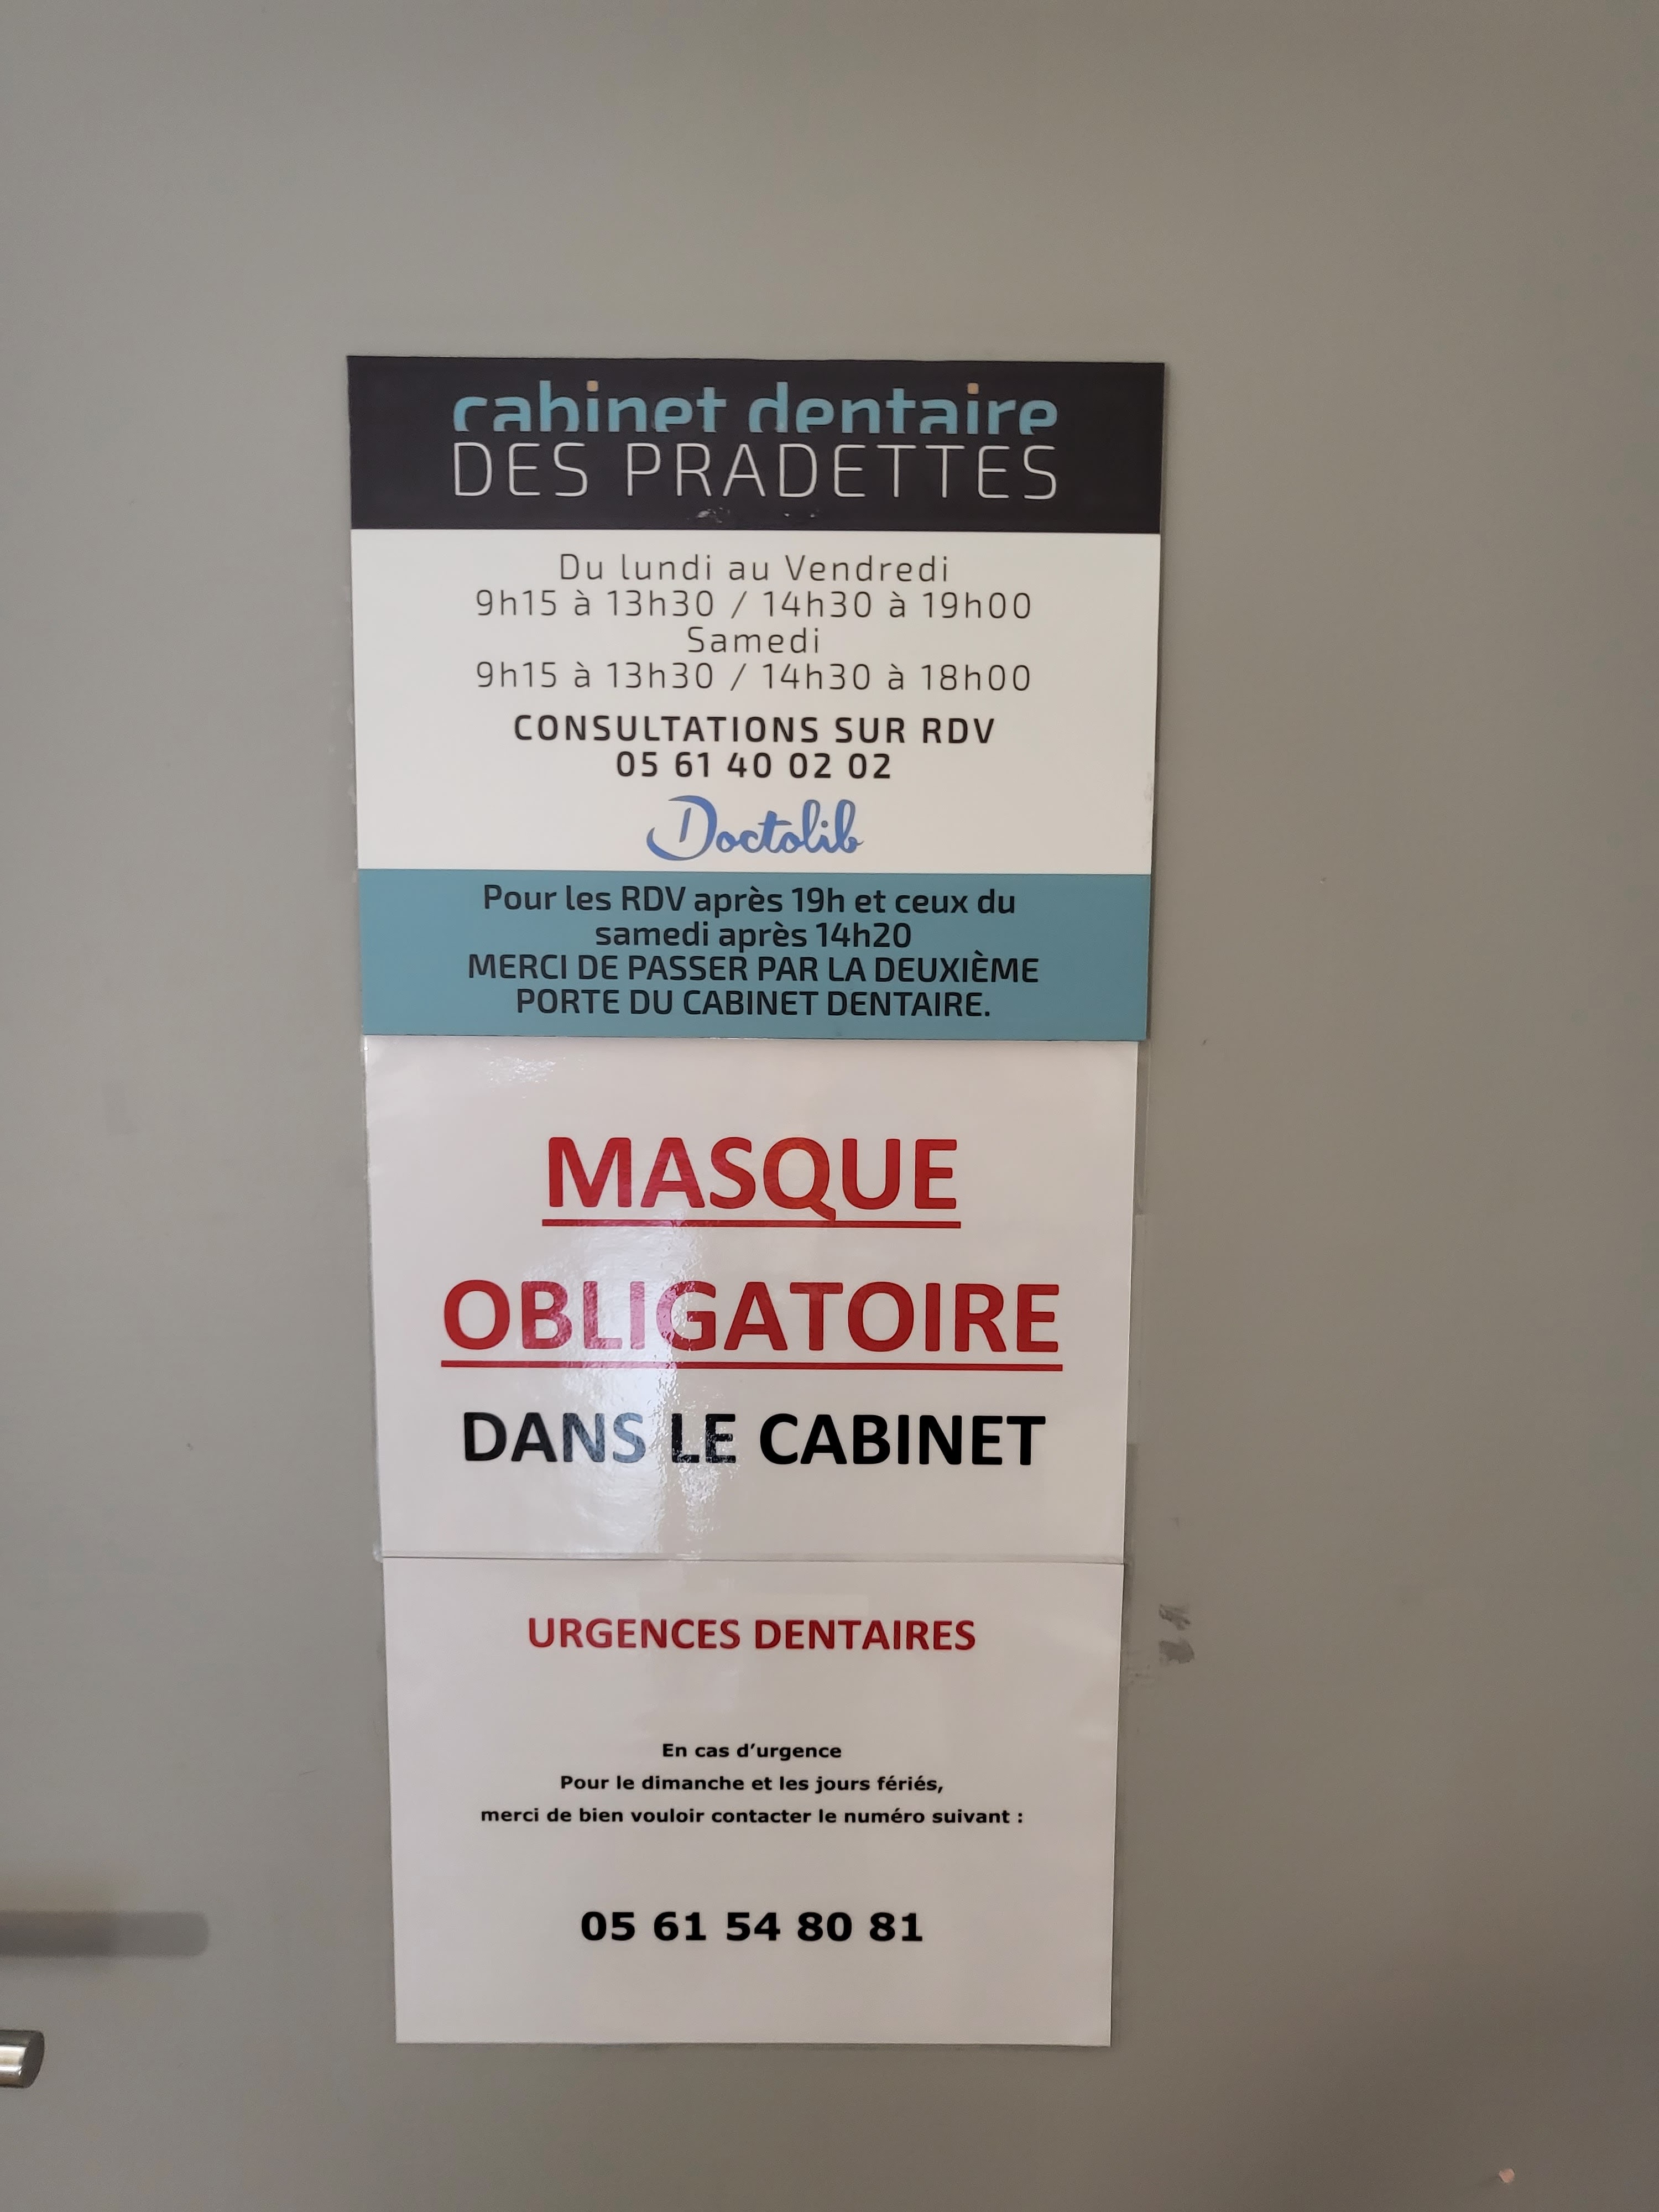 cabinet dentaire
DES PRADETTES
Du lundi au Vendredi
9h15 à 13h30 / 14h30 à 19h00
Samedi
9h15 à 13h30 / 14h30 à 18h00
CONSULTATIONS SUR RDV
05 61 40 02 02
Doctolib
Pour les RDV après 19h et ceux du
samedi après 14h20
MERCI DE PASSER PAR LA DEUXIÈME
PORTE DU CABINET DENTAIRE.
MASQUE
OBLIGATOIRE
DANS LE CABINET
URGENCES DENTAIRES
En cas d’urgence
Pour le dimanche et les jours fériés,
merci de bien vouloir contacter le numéro suivant :
05 61 54 80 81